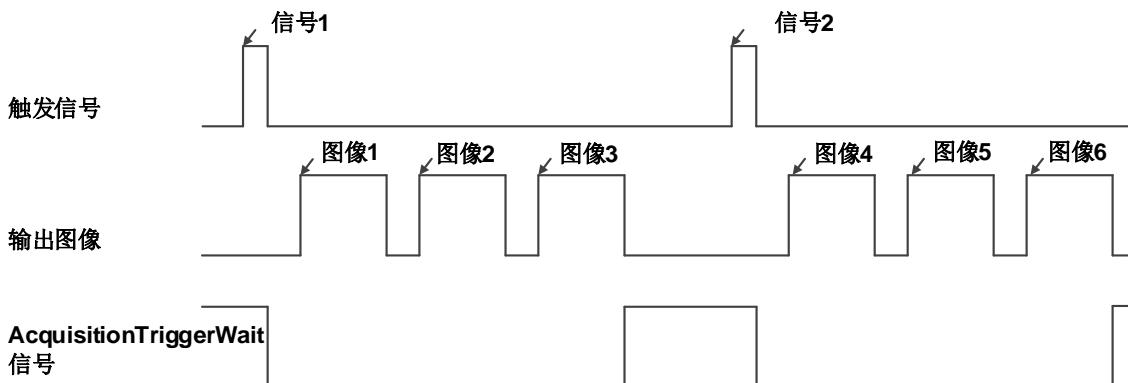 信号1
信号2
触发信号
图像1
图像2
图像3
图像4
图像5
图像6
输出图像
AcquisitionTriggerWait
信号